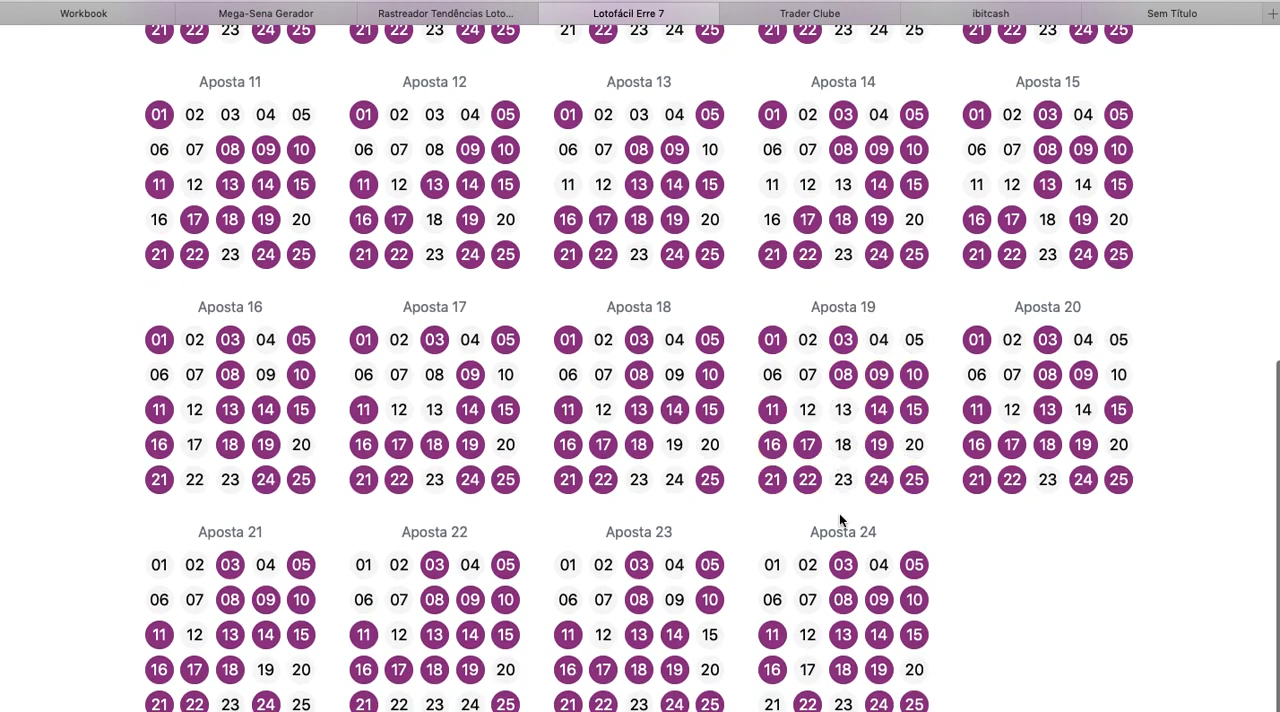 Workbook Mega-Sena Gerador Rastreador Tendências Loto... Lotofácil Erre 7 Trader Clube ibitcash Sem Título
21 22 23 24 25 21 22 23 24 25 21 22 23 24 25 21 22 23 24 25 21 22 23 24 25
Aposta 11 Aposta 12 Aposta 13 Aposta 14 Aposta 15
01 02 03 04 05 01 02 03 04 05 01 02 03 04 05 01 02 03 04 05 01 02 03 04 05
06 07 08 09 10 06 07 08 09 10 06 07 08 09 10 06 07 08 09 10 06 07 08 09 10
11 12 13 14 15 11 12 13 14 15 11 12 13 14 15 11 12 13 14 15 11 12 13 14 15
16 17 18 19 20 16 17 18 19 20 16 17 18 19 20 16 17 18 19 20 16 17 18 19 20
21 22 23 24 25 21 22 23 24 25 21 22 23 24 25 21 22 23 24 25 21 22 23 24 25
Aposta 16 Aposta 17 Aposta 18 Aposta 19 Aposta 20
01 02 03 04 05 01 02 03 04 05 01 02 03 04 05 01 02 03 04 05 01 02 03 04 05
06 07 08 09 10 06 07 08 09 10 06 07 08 09 10 06 07 08 09 10 06 07 08 09 10
11 12 13 14 15 11 12 13 14 15 11 12 13 14 15 11 12 13 14 15 11 12 13 14 15
16 17 18 19 20 16 17 18 19 20 16 17 18 19 20 16 17 18 19 20 16 17 18 19 20
21 22 23 24 25 21 22 23 24 25 21 22 23 24 25 21 22 23 24 25 21 22 23 24 25
Aposta 21 Aposta 22 Aposta 23 Aposta 24
01 02 03 04 05 01 02 03 04 05 01 02 03 04 05 01 02 03 04 05
06 07 08 09 10 06 07 08 09 10 06 07 08 09 10 06 07 08 09 10
11 12 13 14 15 11 12 13 14 15 11 12 13 14 15 11 12 13 14 15
16 17 18 19 20 16 17 18 19 20 16 17 18 19 20 16 17 18 19 20
21 22 23 24 25 21 22 23 24 25 21 22 23 24 25 21 22 23 24 25